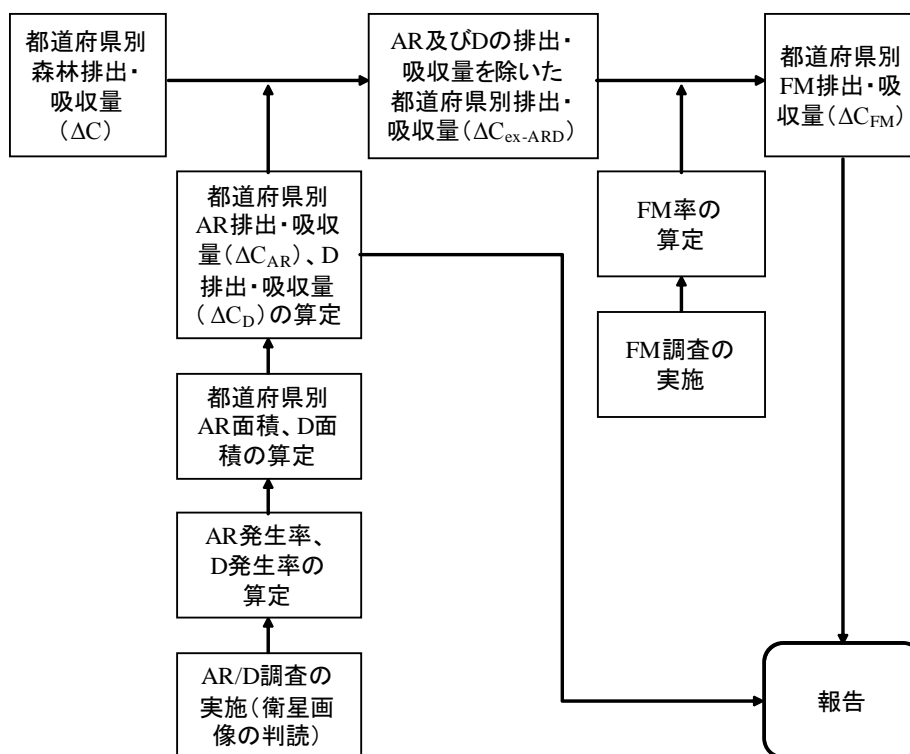 都道府県別
森林排出・
吸収量
（ΔC）
AR及びDの排出・
吸収量を除いた
都道府県別排出・
吸収量（ΔCex-ARD）
都道府県別
FM排出・吸
収量（ΔCFM）
都道府県別
AR排出・吸収
量（ΔCAR）、D
排出・吸収量
（ΔCD）の算定
FM率の
算定
FM調査の
実施
都道府県別
AR面積、D面
積の算定
AR発生率、
D発生率の
算定
AR/D調査の
実施（衛星画
像の判読）
報告